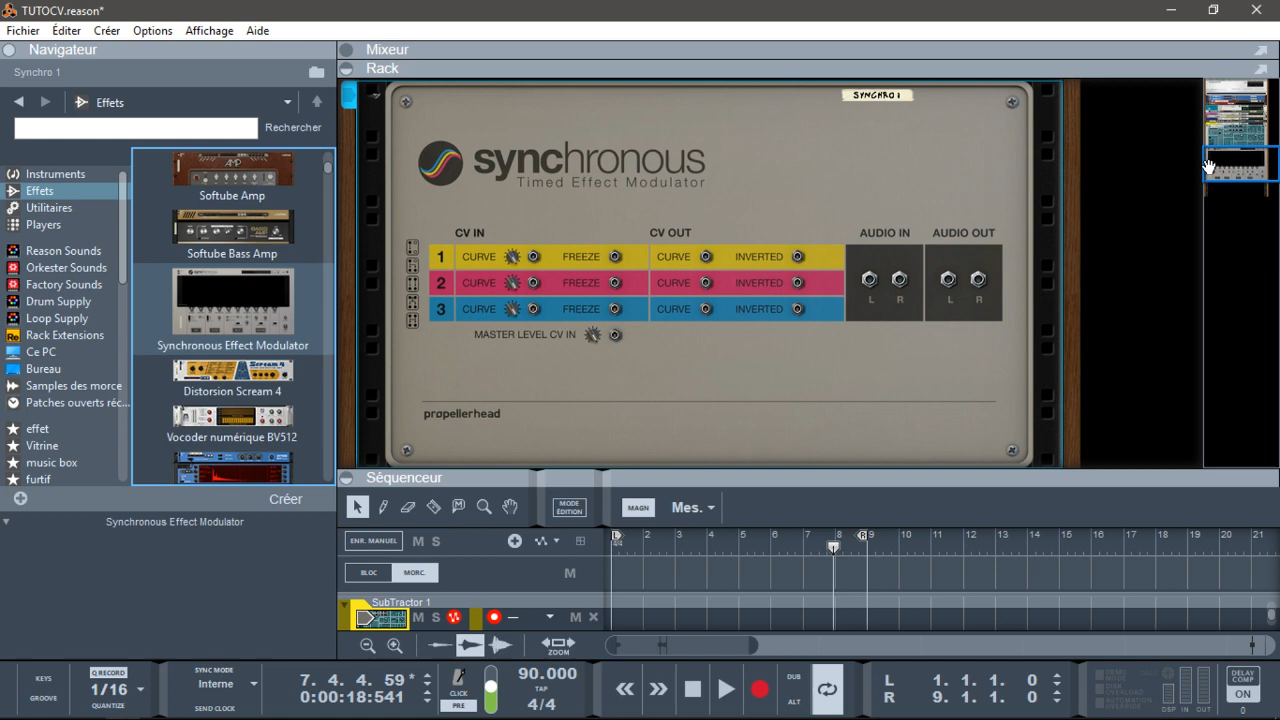 TUTOCV.reason*
Fichier Éditer Créer Options Affichage Aide
Navigateur
Mixeur
Synchro 1
Rack
Effets
Rechercher
Instruments
Effets
Utilitaires
Players
Reason Sounds
Orkester Sounds
Factory Sounds
Drum Supply
Loop Supply
Rack Extensions
Ce PC
Bureau
Samples des morce
Patches ouverts réc...
effet
Vitrine
music box
furtif
AMP
Softube Amp
Softube Bass Amp
Synchronous Effect Modulator
Distorsion Scream 4
Vocoder numérique BV512
Créer
Synchronous Effect Modulator
SYNCHRO 1
synchronous
Timed Effect Modulator
CV IN CV OUT AUDIO IN AUDIO OUT
1 CURVE FREEZE CURVE INVERTED
2 CURVE FREEZE CURVE INVERTED
3 CURVE FREEZE CURVE INVERTED
L R L R
MASTER LEVEL CV IN
prøpellerhead
Séquenceur
MODE ÉDITION MAGN Mes.
ENR. MANUEL M S
L 2 3 4 5 6 7 8 R 9 10 11 12 13 14 15 16 17 18 19 20 21
4/4
BLOC MORC. M
SubTractor 1
M S M
ZOOM
KEYS
GROOVE
Q RECORD
1/16
QUANTIZE
SYNC MODE
Interne
SEND CLOCK
7. 4. 4. 59 *
0:00:18:541
CLICK
PRE
90.000
TAP
4/4
DUB
ALT
L 1. 1. 1. 0
R 9. 1. 1. 0
DSP IN OUT
DELAY COMP
ON
0